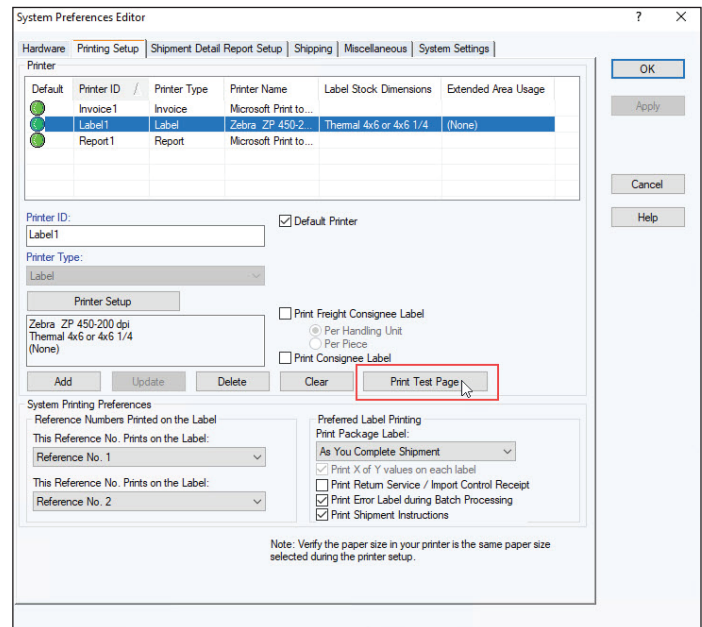 System Preferences Editor
? ×
Hardware Printing Setup Shipment Detail Report Setup Shipping Miscellaneous System Settings
Printer
OK
Default Printer ID / Printer Type Printer Name Label Stock Dimensions Extended Area Usage
Invoice1 Invoice Microsoft Print to...
Apply
Label1 Label Zebra ZP 450-2... Thermal 4x6 or 4x6 1/4 (None)
Report1 Report Microsoft Print to...
Cancel
Printer ID:
Default Printer
Help
Label1
Printer Type:
Label
Printer Setup
Print Freight Consignee Label
Zebra ZP 450-200 dpi
Thermal 4x6 or 4x6 1/4
(None)
Per Handling Unit
Per Piece
Print Consignee Label
Add Update Delete Clear Print Test Page
System Printing Preferences
Reference Numbers Printed on the Label
This Reference No. Prints on the Label:
Reference No. 1
This Reference No. Prints on the Label:
Reference No. 2
Preferred Label Printing
Print Package Label:
As You Complete Shipment
Print X of Y values on each label
Print Return Service / Import Control Receipt
Print Error Label during Batch Processing
Print Shipment Instructions
Note: Verify the paper size in your printer is the same paper size
selected during the printer setup.